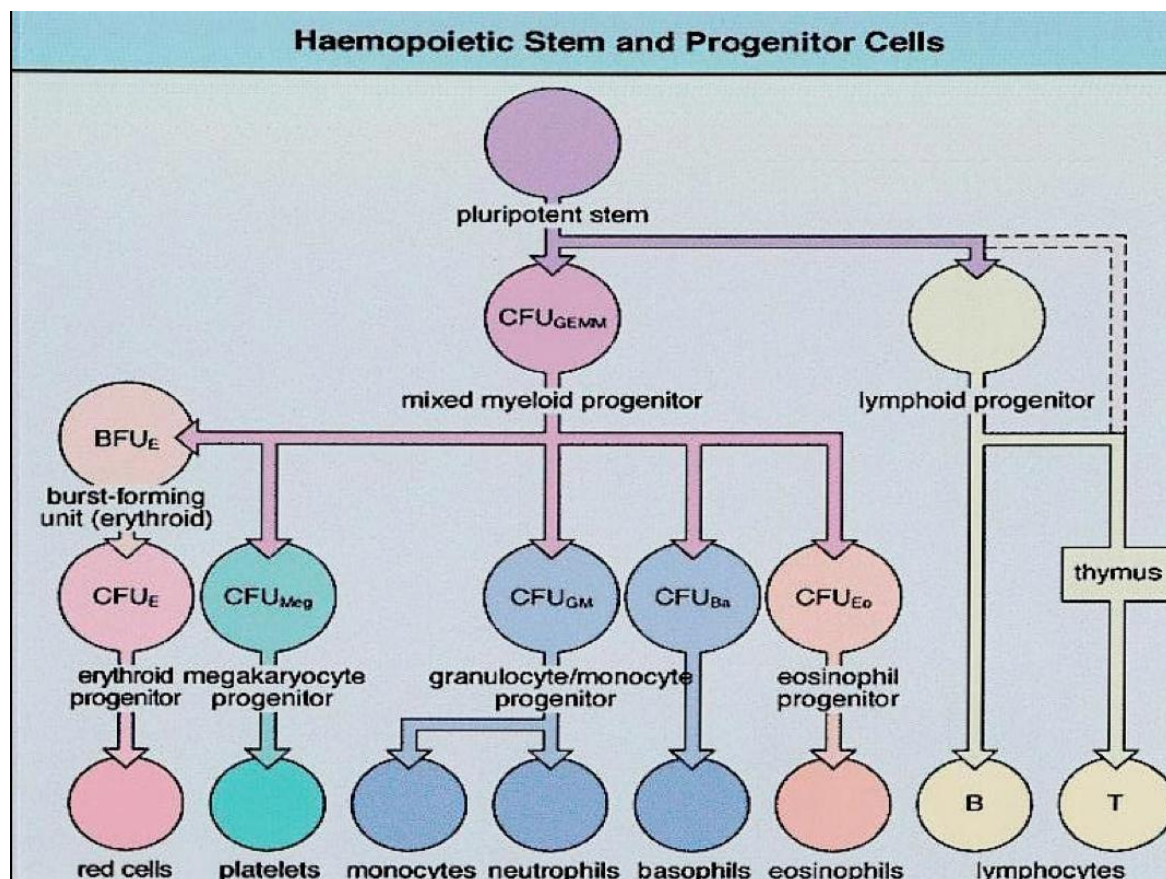 Haemopoietic Stem and Progenitor Cells
pluripotent stem
CFUGEMM
mixed myeloid progenitor
lymphoid progenitor
BFUE
burst-forming
unit (erythroid)
thymus
CFUE
CFUMeg
CFUGM
CFUBa
CFUEo
erythroid
progenitor
megakaryocyte
progenitor
granulocyte/monocyte
progenitor
eosinophil
progenitor
B
T
red cells
platelets
monocytes
neutrophils
basophils
eosinophils
lymphocytes